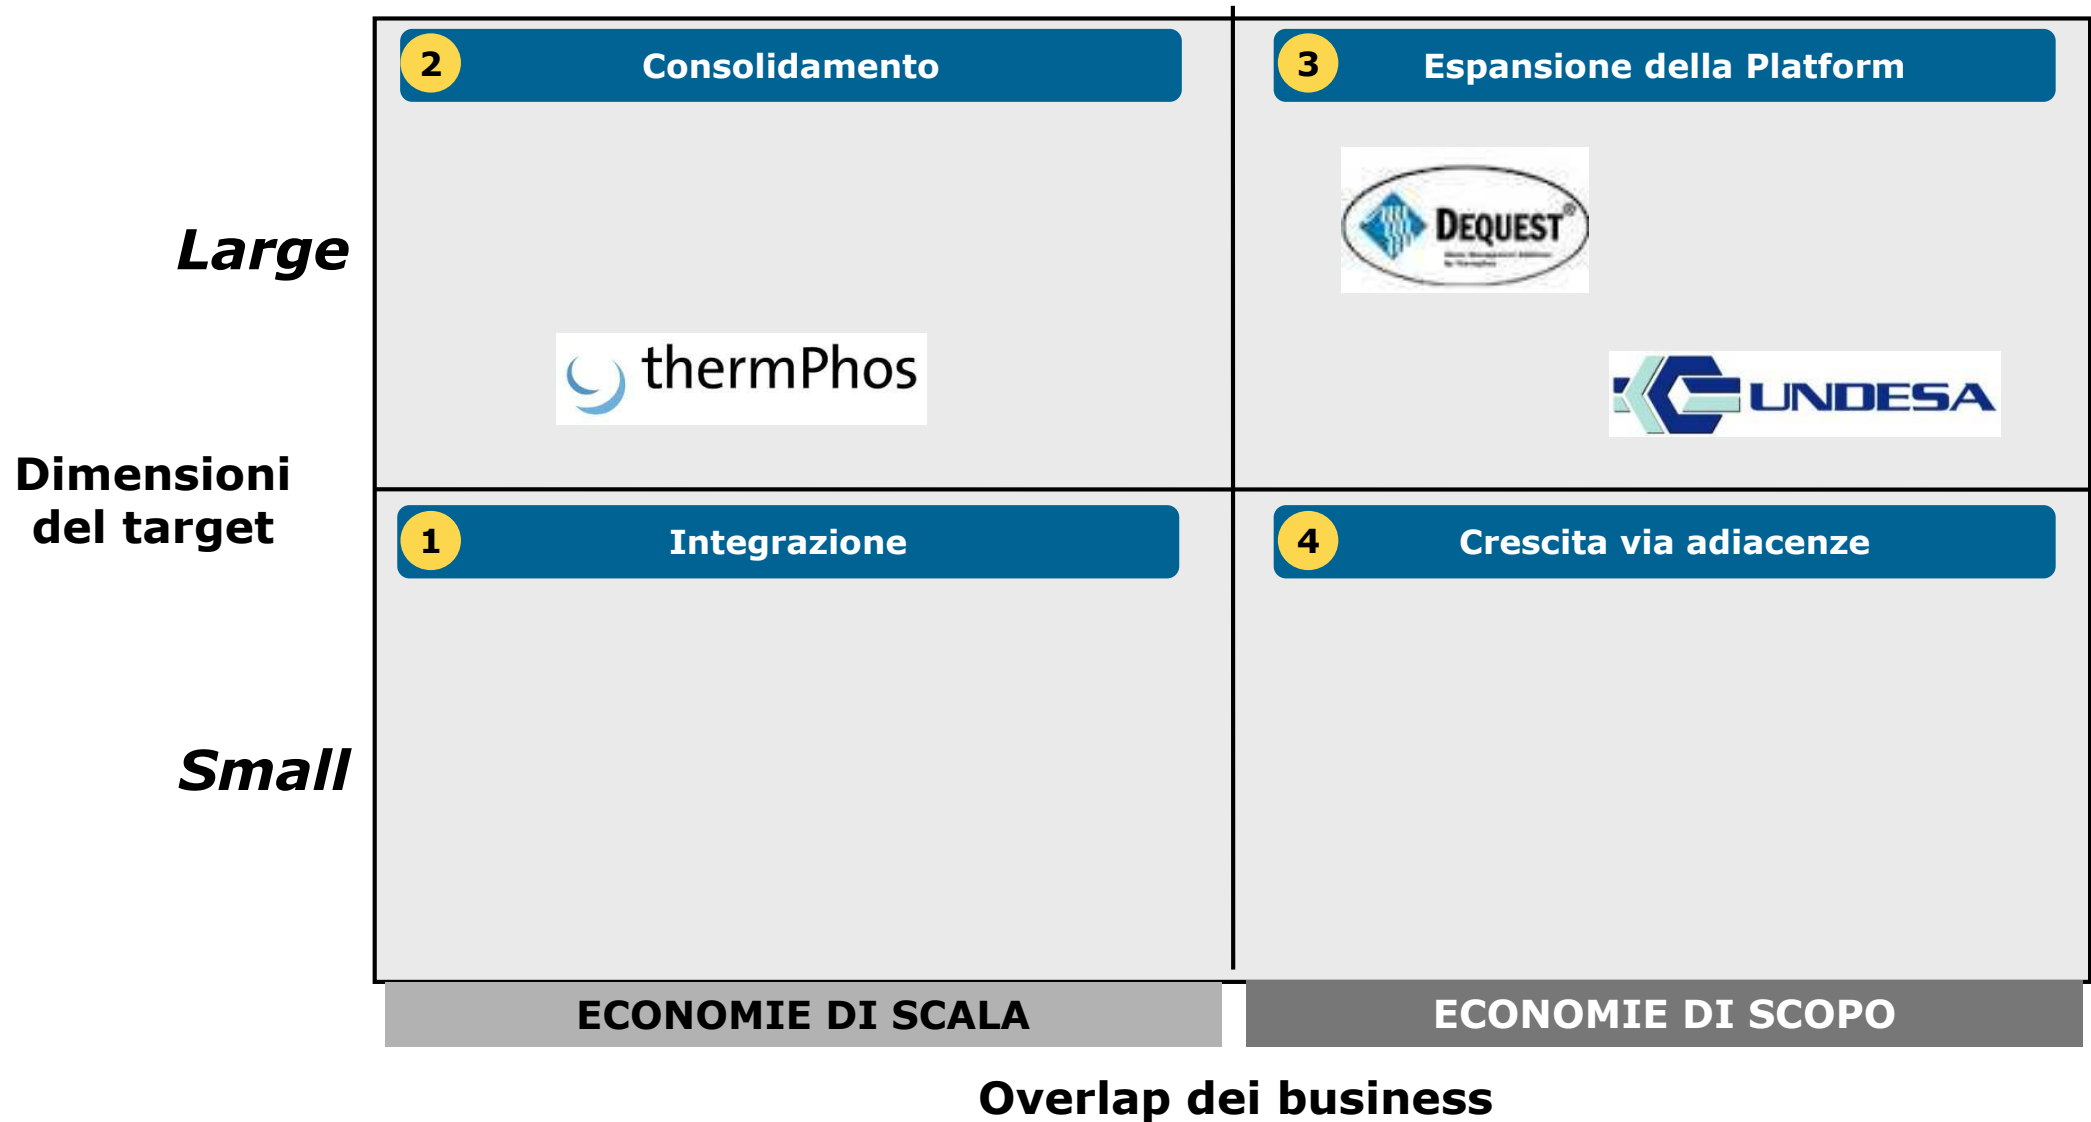 2
Consolidamento
3
Espansione della Platform
DEQUEST®
Large
thermPhos
UNDESA
Dimensioni
del target
1
Integrazione
4
Crescita via adiacenze
Small
ECONOMIE DI SCALA
ECONOMIE DI SCOPO
Overlap dei business